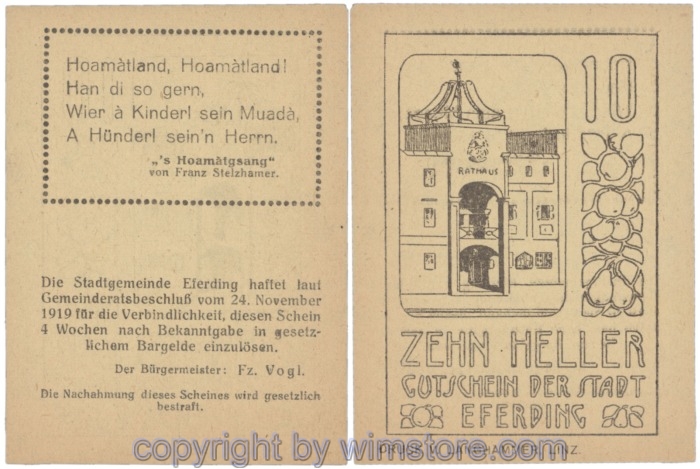 Hoamàtland, Hoamàtland!
Han di so gern,
Wier à Kinderl sein Muadà,
A Hünderl sein'n Herrn.
„'s Hoamàtgsang"
von Franz Stelzhamer.
Die Stadtgemeinde Eferding haftet laut
Gemeinderatsbeschluß vom 24. November
1919 für die Verbindlichkeit, diesen Schein
4 Wochen nach Bekanntgabe in gesetz-
lichem Bargelde einzulösen.
Der Bürgermeister: Fz. Vogl.
Die Nachahmung dieses Scheines wird gesetzlich
bestraft.
10
RATHAUS
ZEHN HELLER
GUTSCHEIN DER STADT
EFERDING
DRUCK V. LANGHAMMER, LINZ.
copyright by wimstore.com